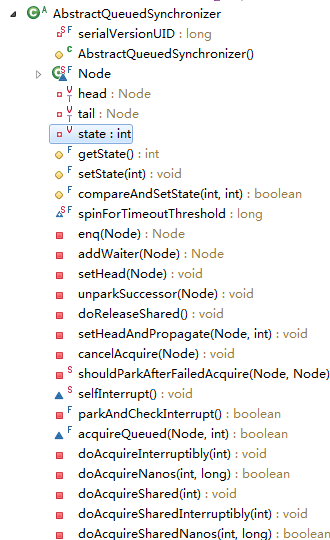 AbstractQueuedSynchronizer
serialVersionUID : long
AbstractQueuedSynchronizer()
Node
head : Node
tail : Node
state : int
getState() : int
setState(int) : void
compareAndSetState(int, int) : boolean
spinForTimeoutThreshold : long
enq(Node) : Node
addWaiter(Node) : Node
setHead(Node) : void
unparkSuccessor(Node) : void
doReleaseShared() : void
setHeadAndPropagate(Node, int) : void
cancelAcquire(Node) : void
shouldParkAfterFailedAcquire(Node, Node)
selfInterrupt() : void
parkAndCheckInterrupt() : boolean
acquireQueued(Node, int) : boolean
doAcquireInterruptibly(int) : void
doAcquireNanos(int, long) : boolean
doAcquireShared(int) : void
doAcquireSharedInterruptibly(int) : void
doAcquireSharedNanos(int, long) : boolean